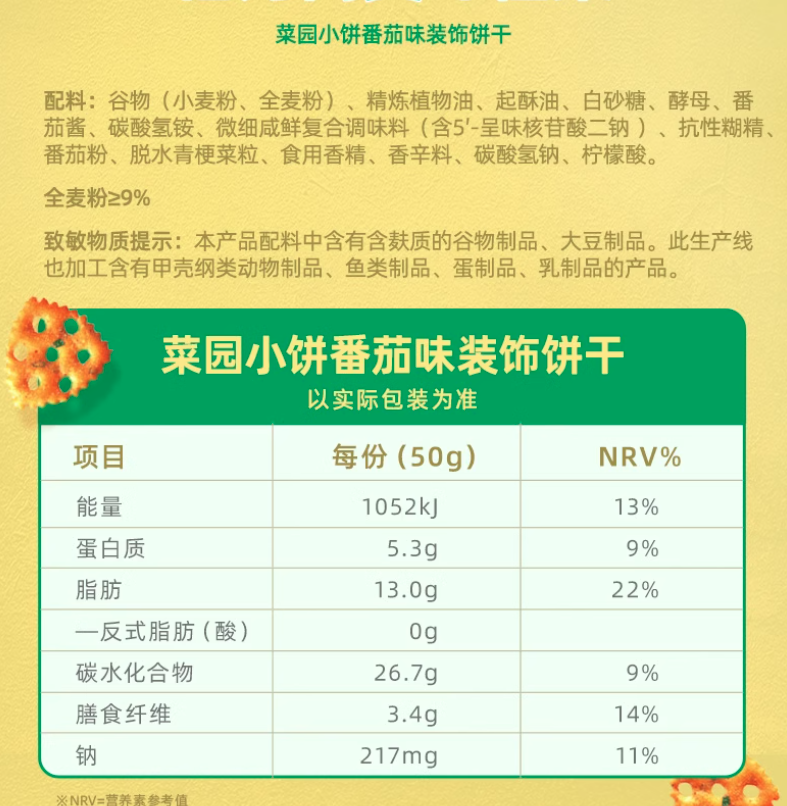 菜园小饼番茄味装饰饼干
配料：谷物（小麦粉、全麦粉）、精炼植物油、起酥油、白砂糖、酵母、番
茄酱、碳酸氢铵、微细咸鲜复合调味料（含5′-呈味核苷酸二钠 ）、抗性糊精、
番茄粉、脱水青梗菜粒、食用香精、香辛料、碳酸氢钠、柠檬酸。
全麦粉≥9%
致敏物质提示：本产品配料中含有含麸质的谷物制品、大豆制品。此生产线
也加工含有甲壳纲类动物制品、鱼类制品、蛋制品、乳制品的产品。
菜园小饼番茄味装饰饼干
以实际包装为准
项目 每份（50g） NRV%
能量 1052kJ 13%
蛋白质 5.3g 9%
脂肪 13.0g 22%
—反式脂肪（酸） 0g
碳水化合物 26.7g 9%
膳食纤维 3.4g 14%
钠 217mg 11%
※NRV=营养素参考值